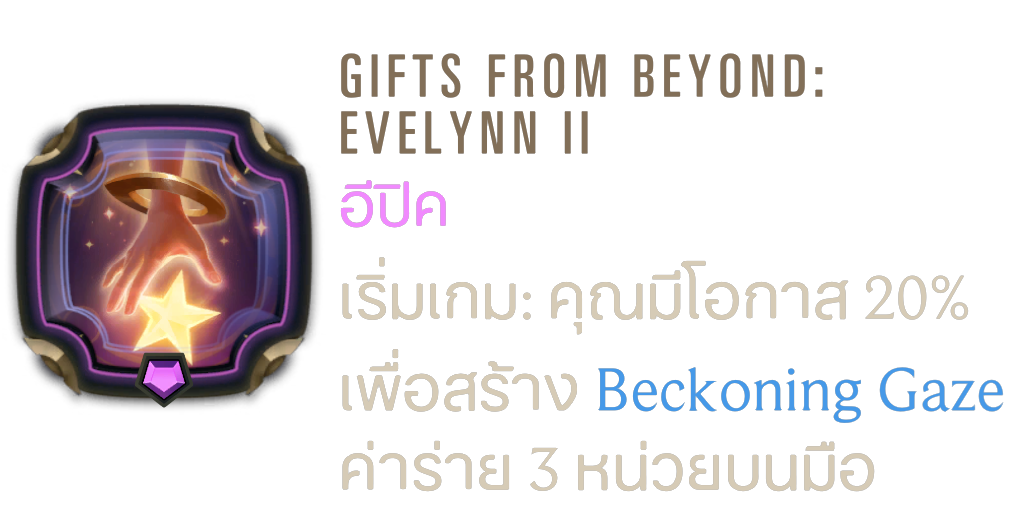 GIFTS FROM BEYOND:
EVELYNN II
อีปิค
เริ่มเกม: คุณมีโอกาส 20%
เพื่อสร้าง Beckoning Gaze
ค่าร่าย 3 หน่วยบนมือ